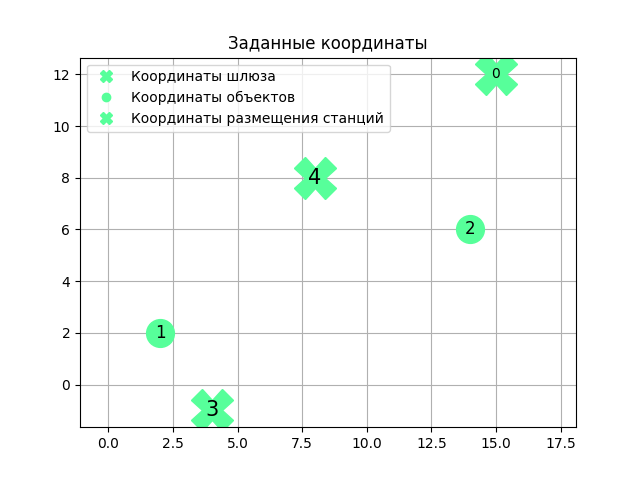 Заданные координаты
Координаты шлюза
Координаты объектов
Координаты размещения станций
0
4
2
1
3
12
10
8
6
4
2
0
0.0 2.5 5.0 7.5 10.0 12.5 15.0 17.5